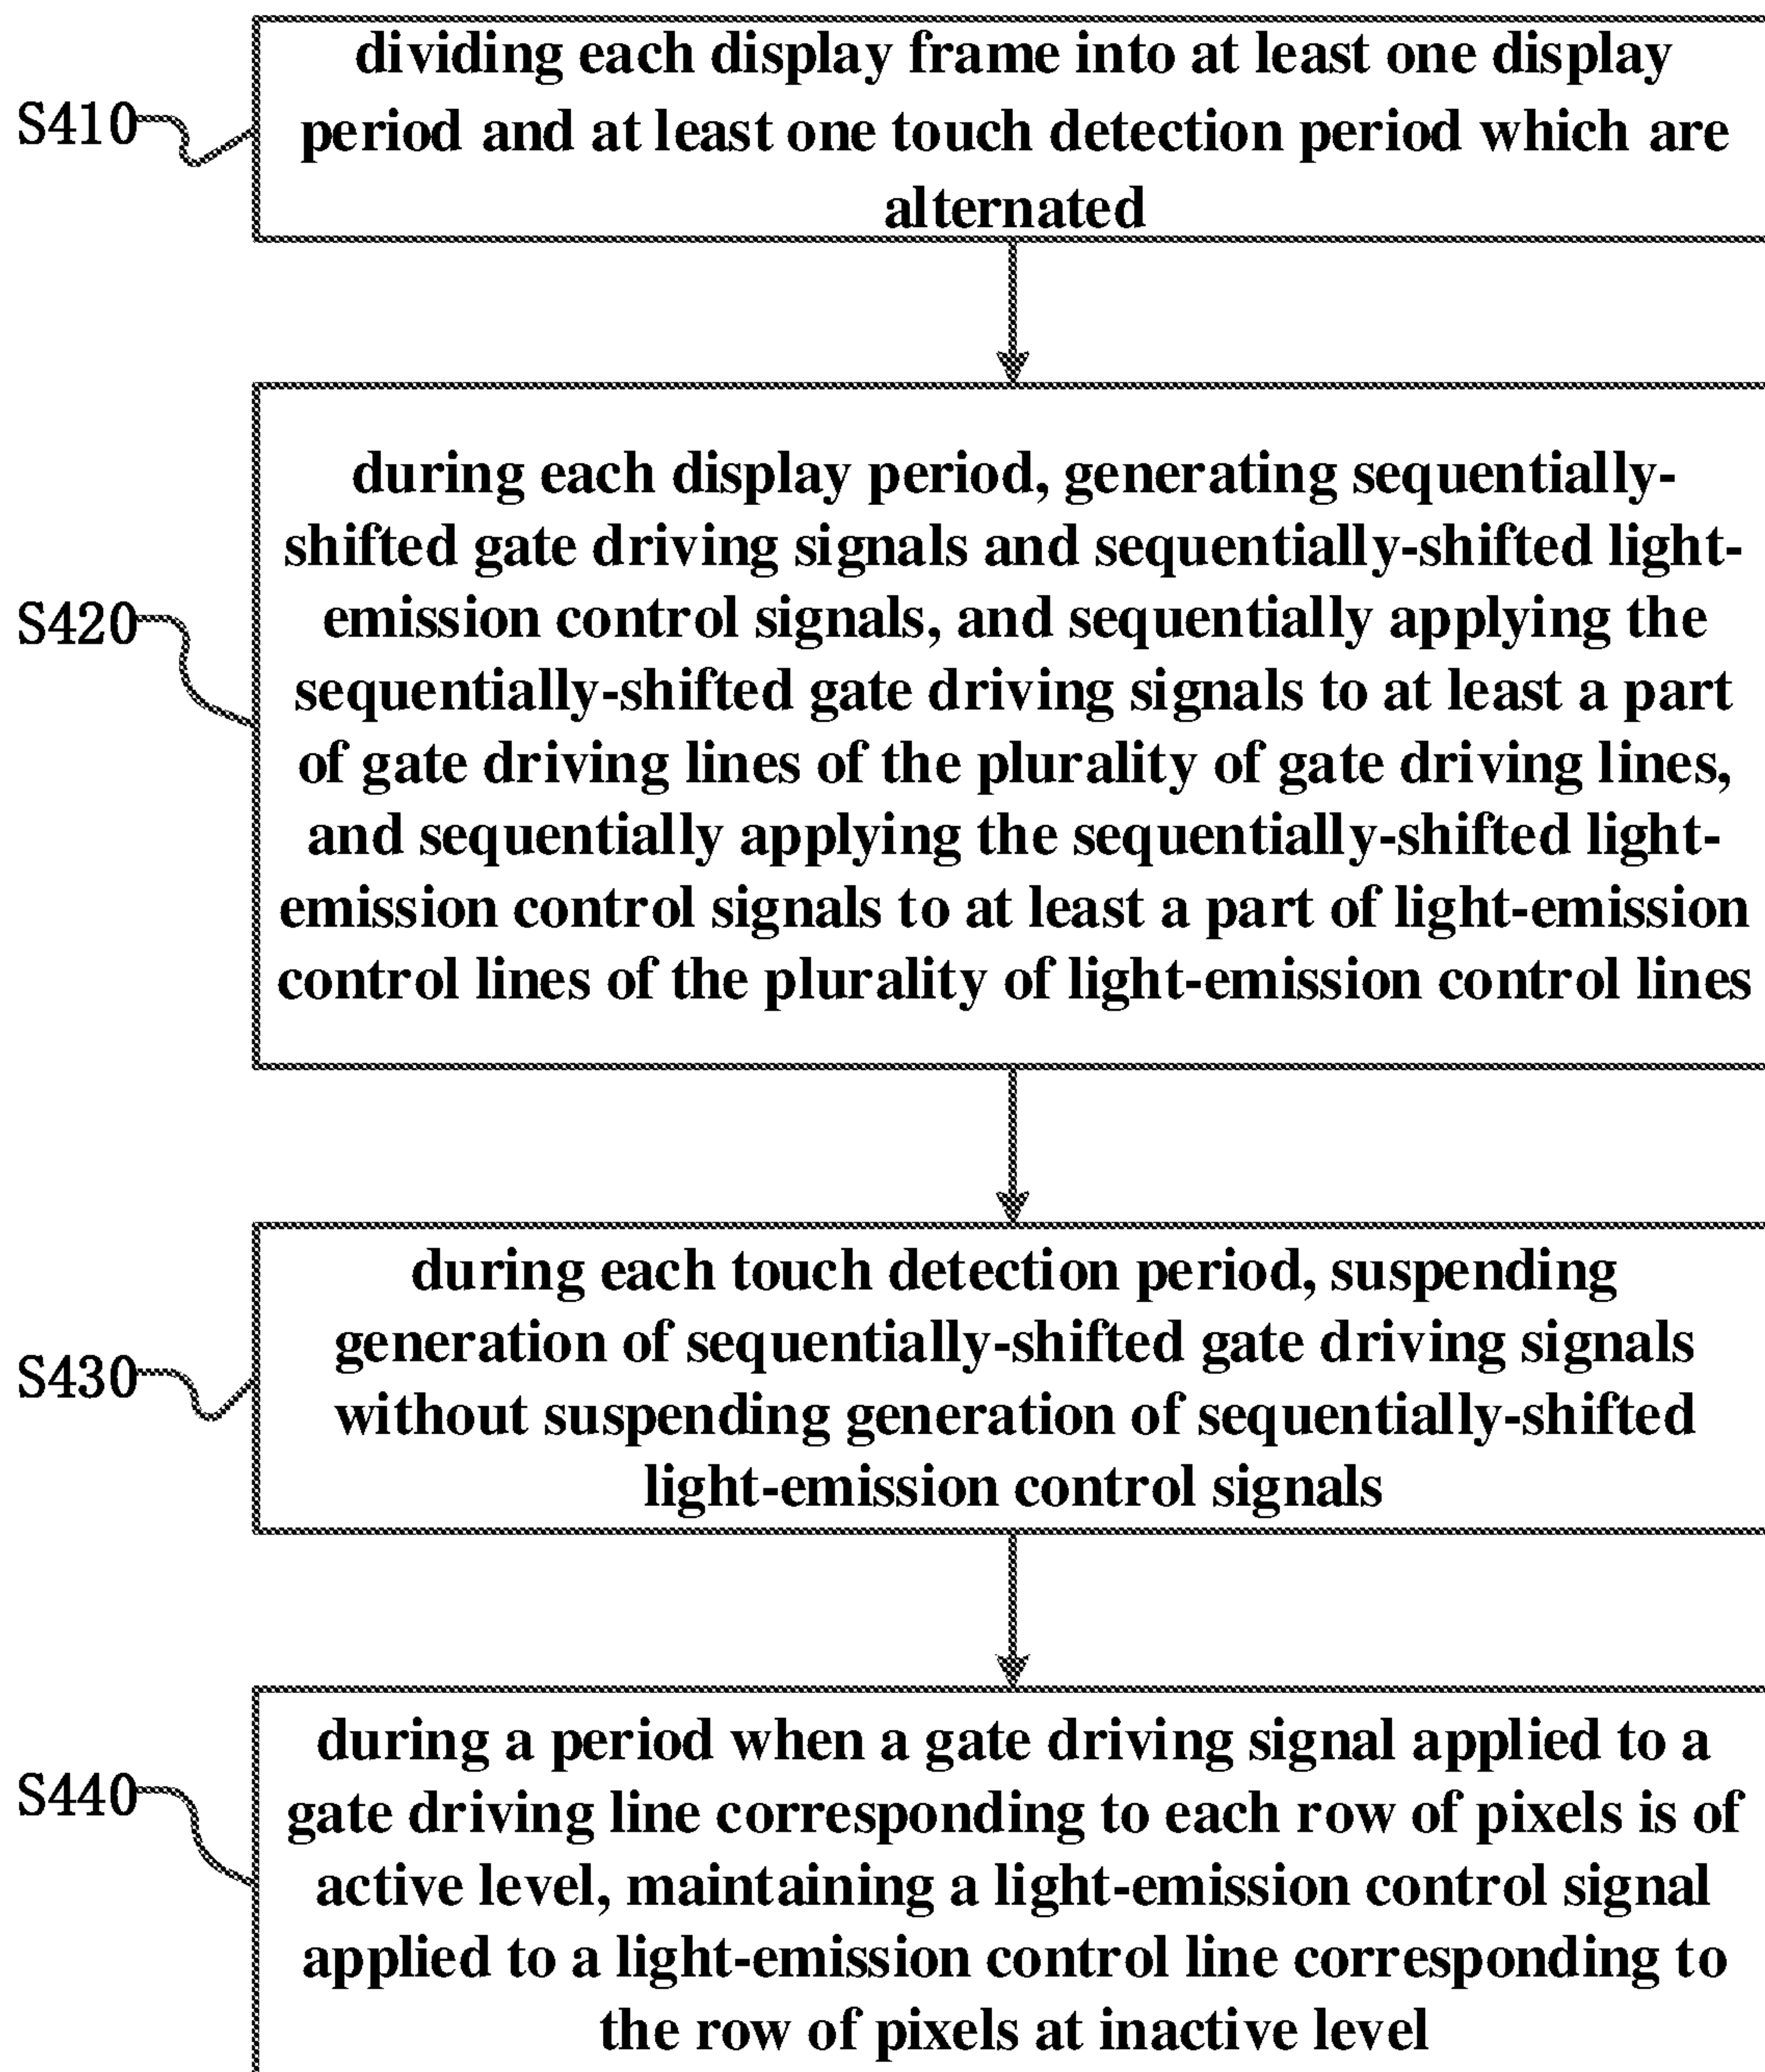 dividing each display frame into at least one display
S410
period and at least one touch detection period which are
alternated
during each display period, generating sequentially-
shifted gate driving signals and sequentially-shifted light-
S420
emission control signals, and sequentially applying the
sequentially-shifted gate driving signals to at least a part
of gate driving lines of the plurality of gate driving lines,
and sequentially applying the sequentially-shifted light-
emission control signals to at least a part of light-emission
control lines of the plurality of light-emission control lines
during each touch detection period, suspending
generation of sequentially-shifted gate driving signals
S430
without suspending generation of sequentially-shifted
light-emission control signals
during a period when a gate driving signal applied to a
S440
gate driving line corresponding to each row of pixels is of
active level, maintaining a light-emission control signal
applied to a light-emission control line corresponding to
the row of pixels at inactive level